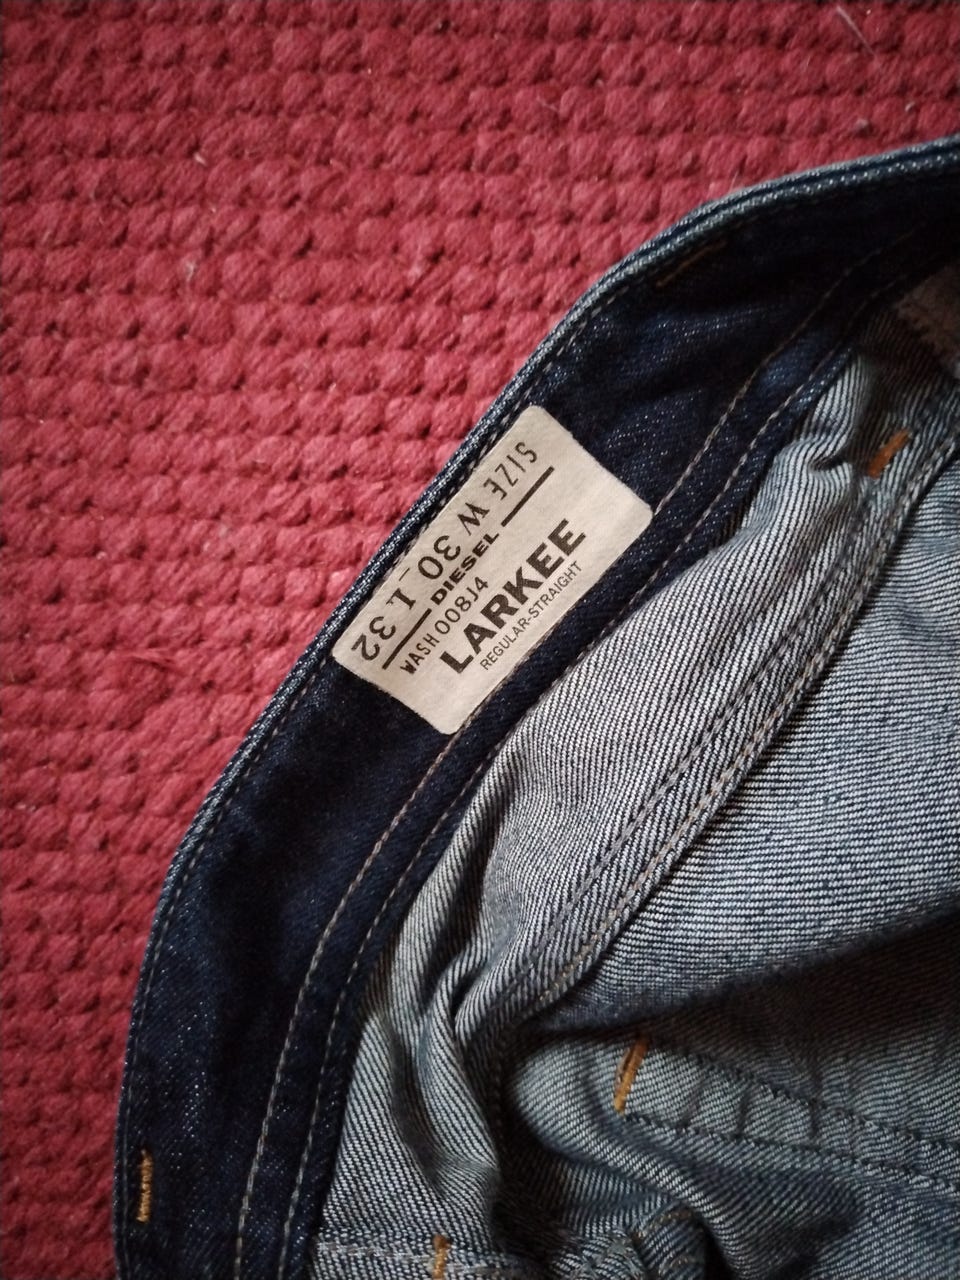 SIZE W 30 L 32
DIESEL
WASH 008J4
LARKEE
REGULAR-STRAIGHT